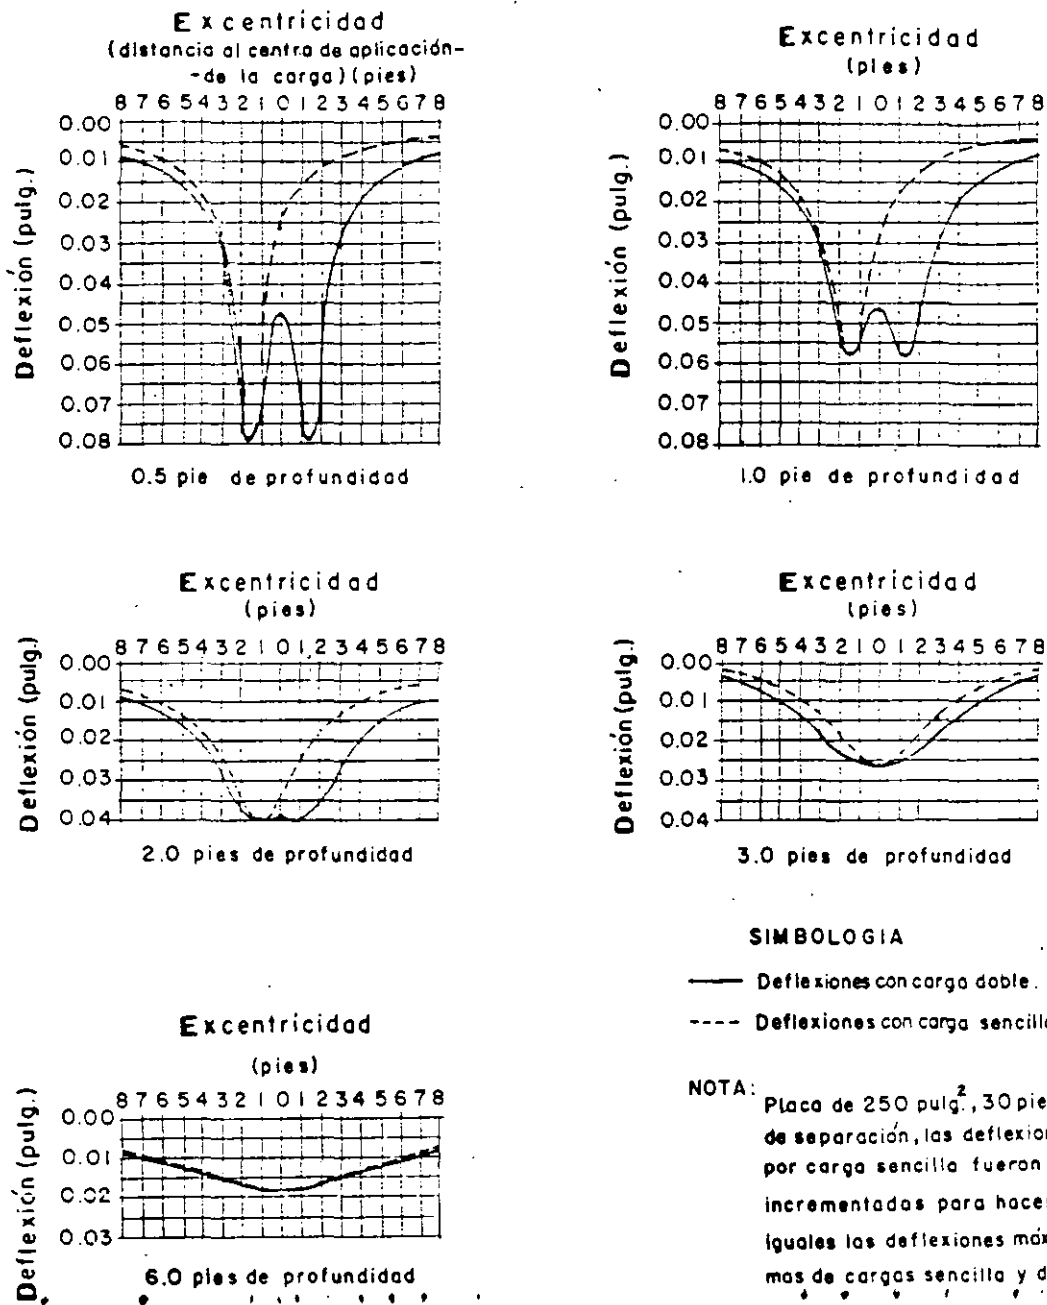 Excentricidad
(distancia al centro de aplicación-
-de la carga)(pies)
8 7 6 5 4 3 2 1 0 1 2 3 4 5 6 7 8
Deflexión (pulg.)
0.00
0.01
0.02
0.03
0.04
0.05
0.06
0.07
0.08
0.5 pie de profundidad
Excentricidad
(pies)
8 7 6 5 4 3 2 1 0 1 2 3 4 5 6 7 8
Deflexión (pulg.)
0.00
0.01
0.02
0.03
0.04
0.05
0.06
0.07
0.08
1.0 pie de profundidad
Excentricidad
(pies)
8 7 6 5 4 3 2 1 0 1 2 3 4 5 6 7 8
Deflexión (pulg.)
0.00
0.01
0.02
0.03
0.04
2.0 pies de profundidad
Excentricidad
(pies)
8 7 6 5 4 3 2 1 0 1 2 3 4 5 6 7 8
Deflexión (pulg.)
0.00
0.01
0.02
0.03
0.04
3.0 pies de profundidad
Excentricidad
(pies)
8 7 6 5 4 3 2 1 0 1 2 3 4 5 6 7 8
Deflexión (pulg.)
0.00
0.01
0.02
0.03
6.0 pies de profundidad
SIMBOLOGIA
Deflexiones con carga doble.
Deflexiones con carga sencill
NOTA:
Placa de 250 pulg²., 30 pie
de separación, las deflexion
por carga sencilla fueron
incrementadas para hacer
iguales las deflexiones máx
mas de cargas sencilla y d